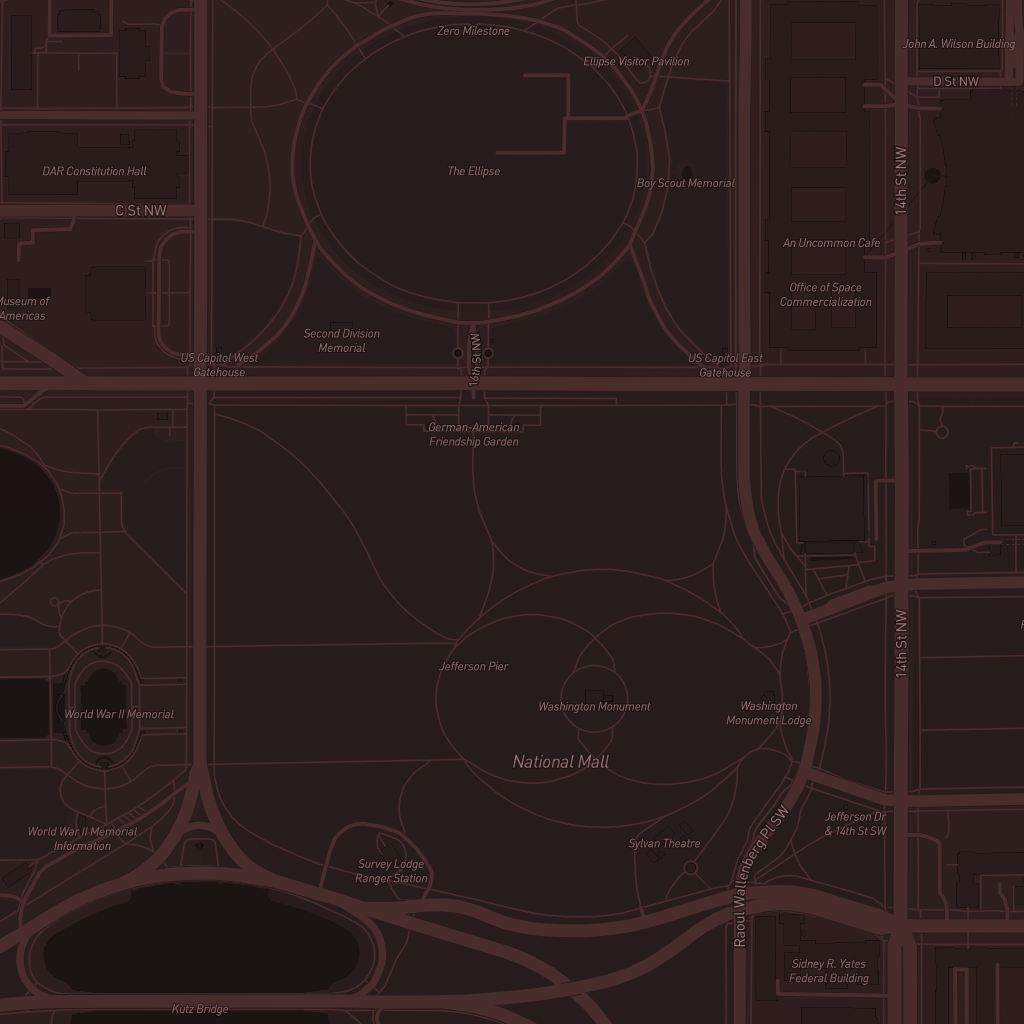 Zero Milestone
John A. Wilson Building
Ellipse Visitor Pavilion
D St NW
DAR Constitution Hall
The Ellipse
Boy Scout Memorial
14th St NW
C St NW
An Uncommon Cafe
Office of Space
Commercialization
Museum of
Americas
Second Division
Memorial
16th St NW
US Capitol West
Gatehouse
US Capitol East
Gatehouse
German-American
Friendship Garden
14th St NW
Jefferson Pier
World War II Memorial
Washington Monument
Washington
Monument Lodge
National Mall
World War II Memorial
Information
Jefferson Dr
& 14th St SW
Sylvan Theatre
Survey Lodge
Ranger Station
Raoul Wallenberg Pl SW
Sidney R. Yates
Federal Building
Kutz Bridge